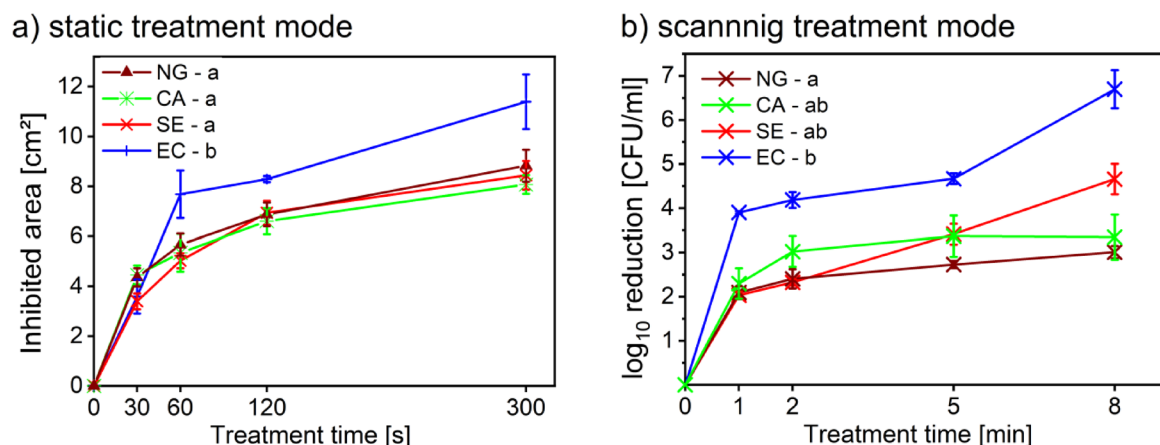 a) static treatment mode
12
10
8
6
4
2
0
Inhibited area [cm²]
NG - a
CA - a
SE - a
EC - b
0 30 60 120 300
Treatment time [s]
b) scannnig treatment mode
7
6
5
4
3
2
1
log10 reduction [CFU/ml]
NG - a
CA - ab
SE - ab
EC - b
0 1 2 5 8
Treatment time [min]